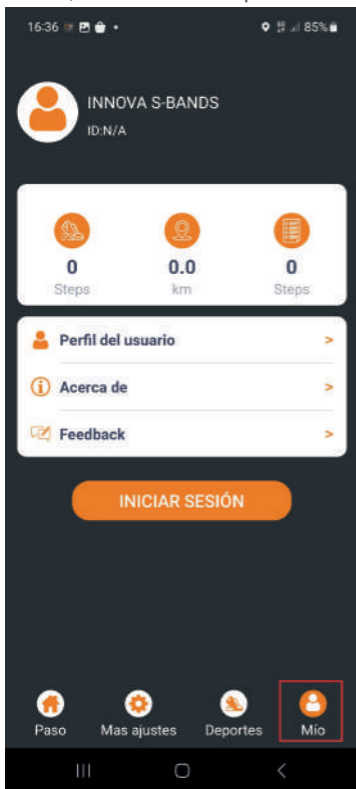 16:36 85%
INNOVA S-BANDS
ID:N/A
0 0.0 0
Steps km Steps
Perfil del usuario >
Acerca de >
Feedback >
INICIAR SESIÓN
Paso Mas ajustes Deportes Mío